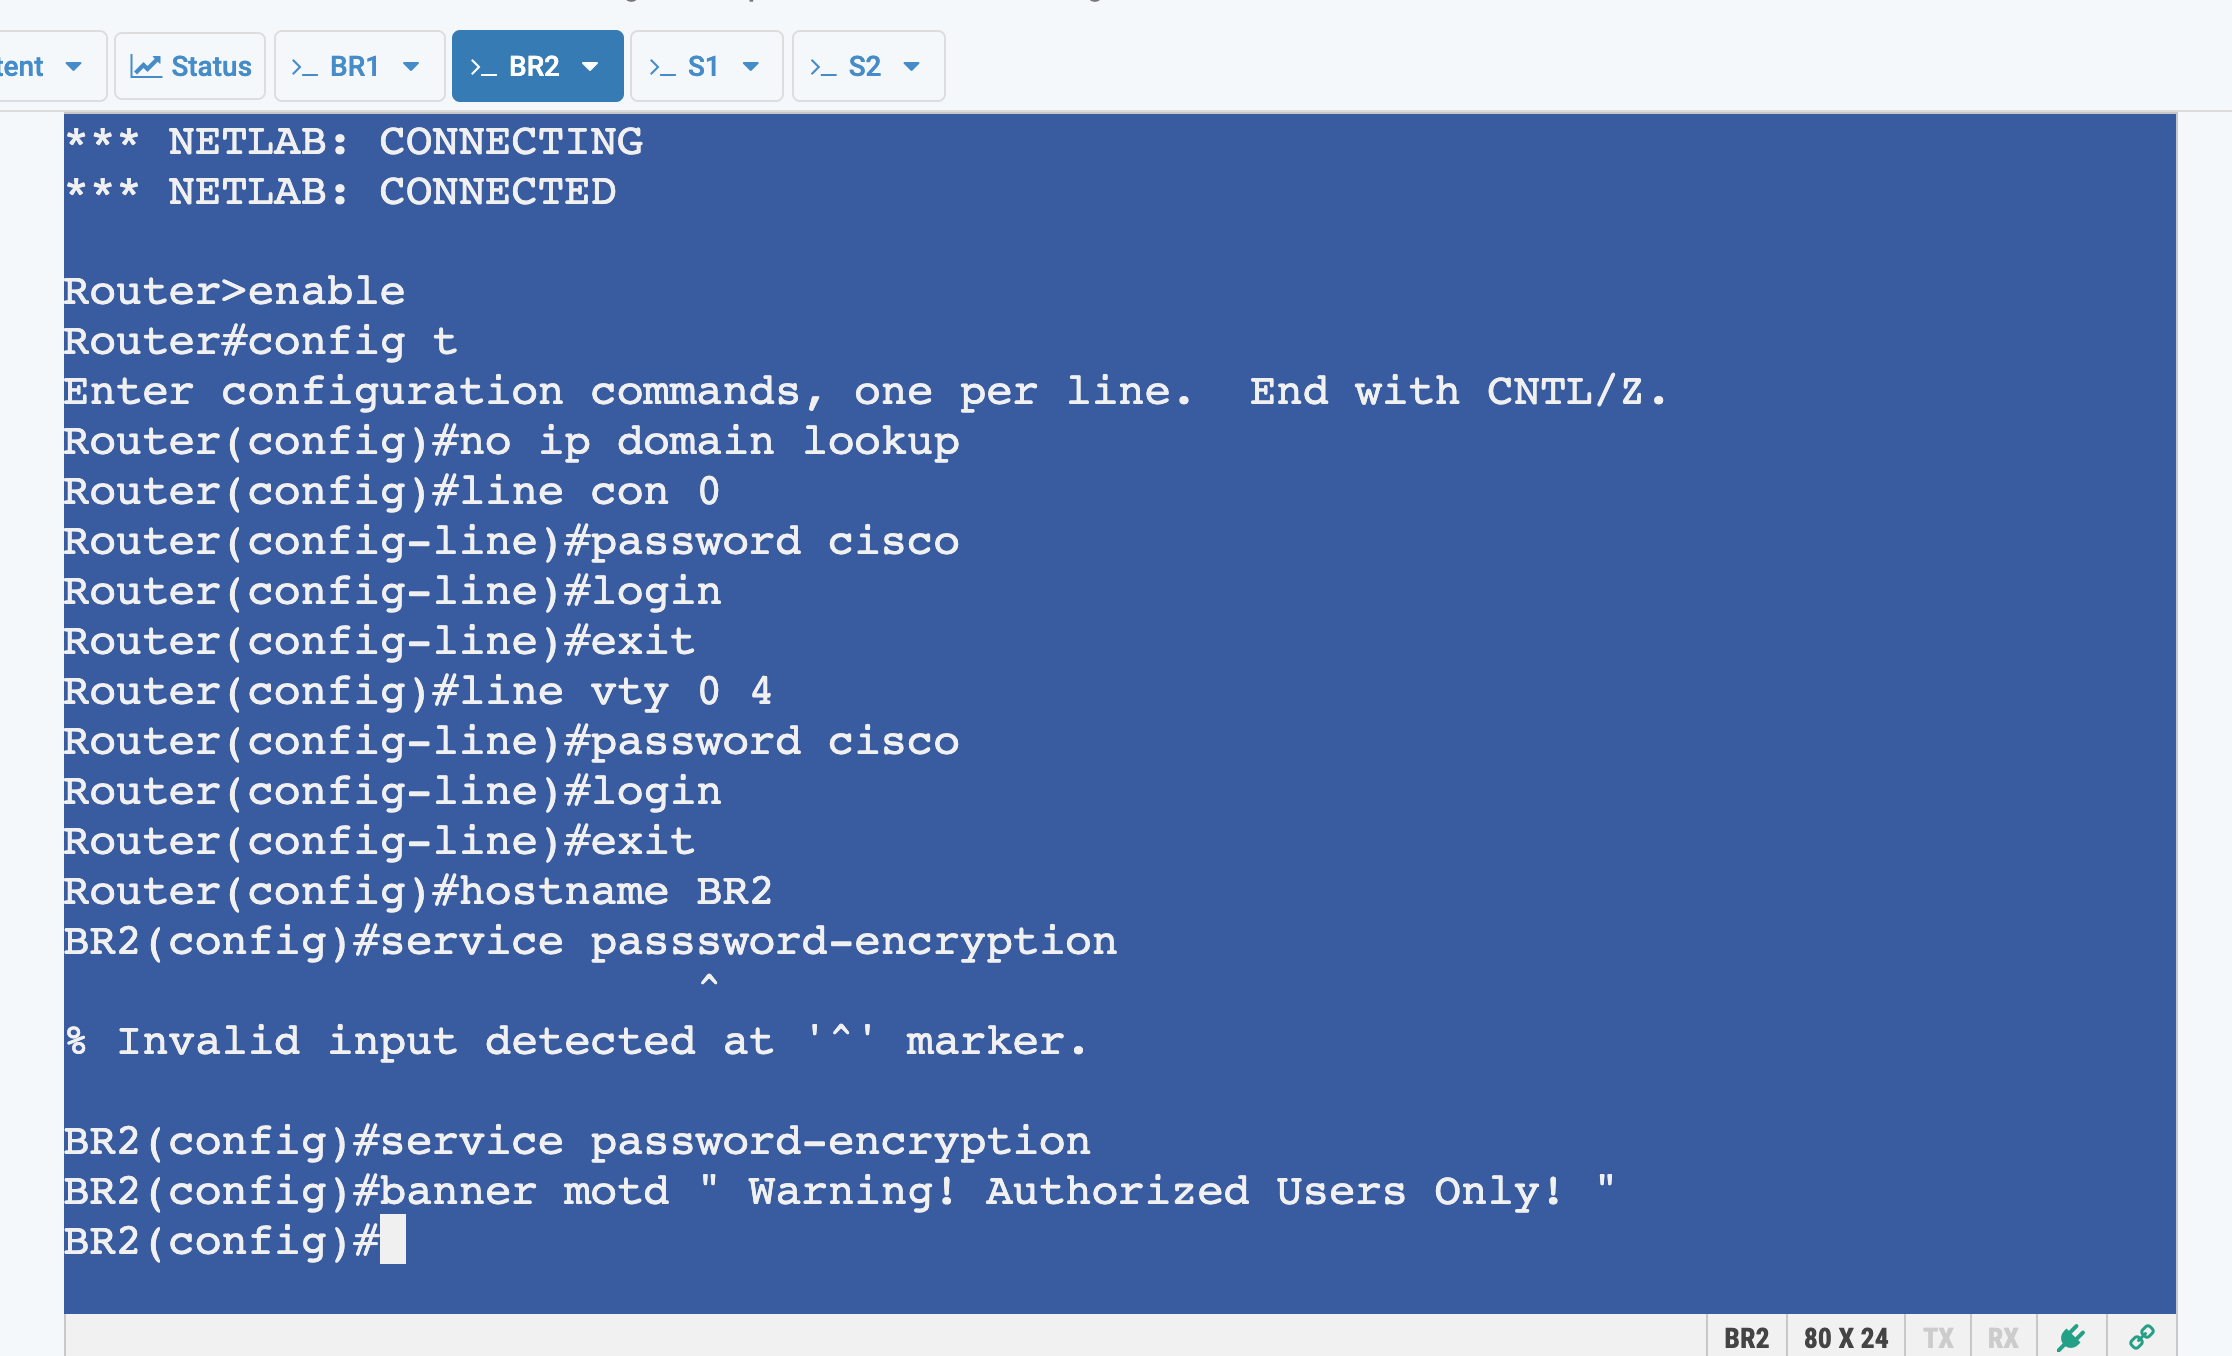 Status
>_ BR1
>_ BR2
>_ S1
>_ S2
*** NETLAB: CONNECTING
*** NETLAB: CONNECTED
Router>enable
Router#config t
Enter configuration commands, one per line.  End with CNTL/Z.
Router(config)#no ip domain lookup
Router(config)#line con 0
Router(config-line)#password cisco
Router(config-line)#login
Router(config-line)#exit
Router(config)#line vty 0 4
Router(config-line)#password cisco
Router(config-line)#login
Router(config-line)#exit
Router(config)#hostname BR2
BR2(config)#service passsword-encryption
^
% Invalid input detected at '^' marker.
BR2(config)#service password-encryption
BR2(config)#banner motd " Warning! Authorized Users Only! "
BR2(config)#
BR2
80 X 24
TX
RX